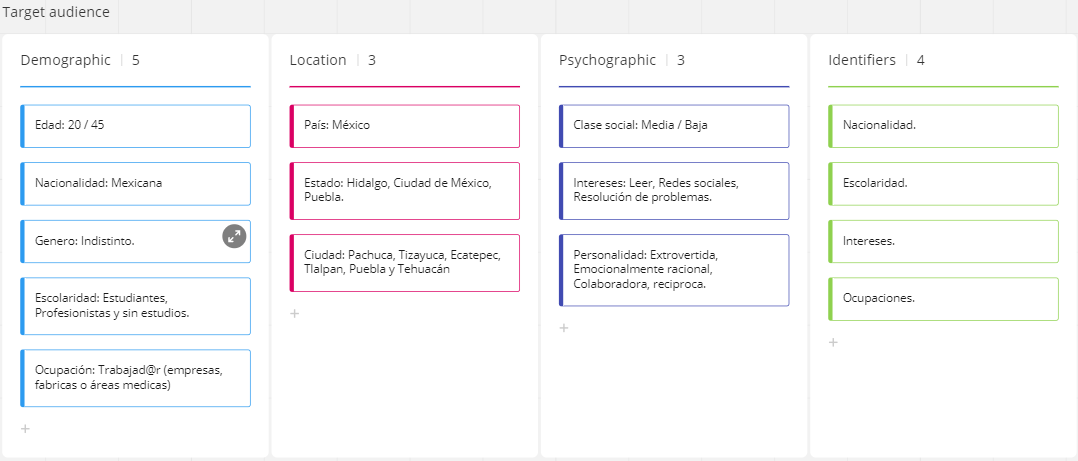 Target audience
Demographic | 5
Edad: 20 / 45
Nacionalidad: Mexicana
Genero: Indistinto.
Escolaridad: Estudiantes,
Profesionistas y sin estudios.
Ocupación: Trabajad@r (empresas,
fabricas o áreas medicas)
+
Location | 3
País: México
Estado: Hidalgo, Ciudad de México,
Puebla.
Ciudad: Pachuca, Tizayuca, Ecatepec,
Tlalpan, Puebla y Tehuacán
+
Psychographic | 3
Clase social: Media / Baja
Intereses: Leer, Redes sociales,
Resolución de problemas.
Personalidad: Extrovertida,
Emocionalmente racional,
Colaboradora, reciproca.
+
Identifiers | 4
Nacionalidad.
Escolaridad.
Intereses.
Ocupaciones.
+